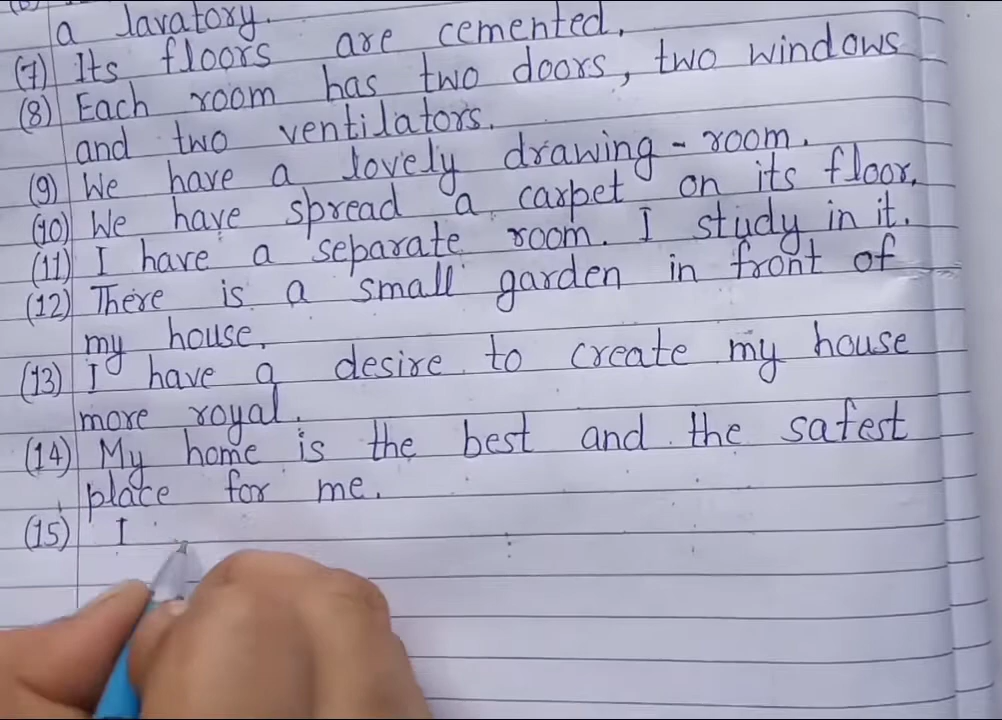 a lavatory.
(7) Its floors are cemented.
(8) Each room has two doors, two windows
and two ventilators.
(9) We have a lovely drawing-room.
(10) We have spread a carpet on its floor.
(11) I have a separate room. I study in it.
(12) There is a small garden in front of
my house.
(13) I have a desire to create my house
more royal.
(14) My home is the best and the safest
place for me.
(15) I